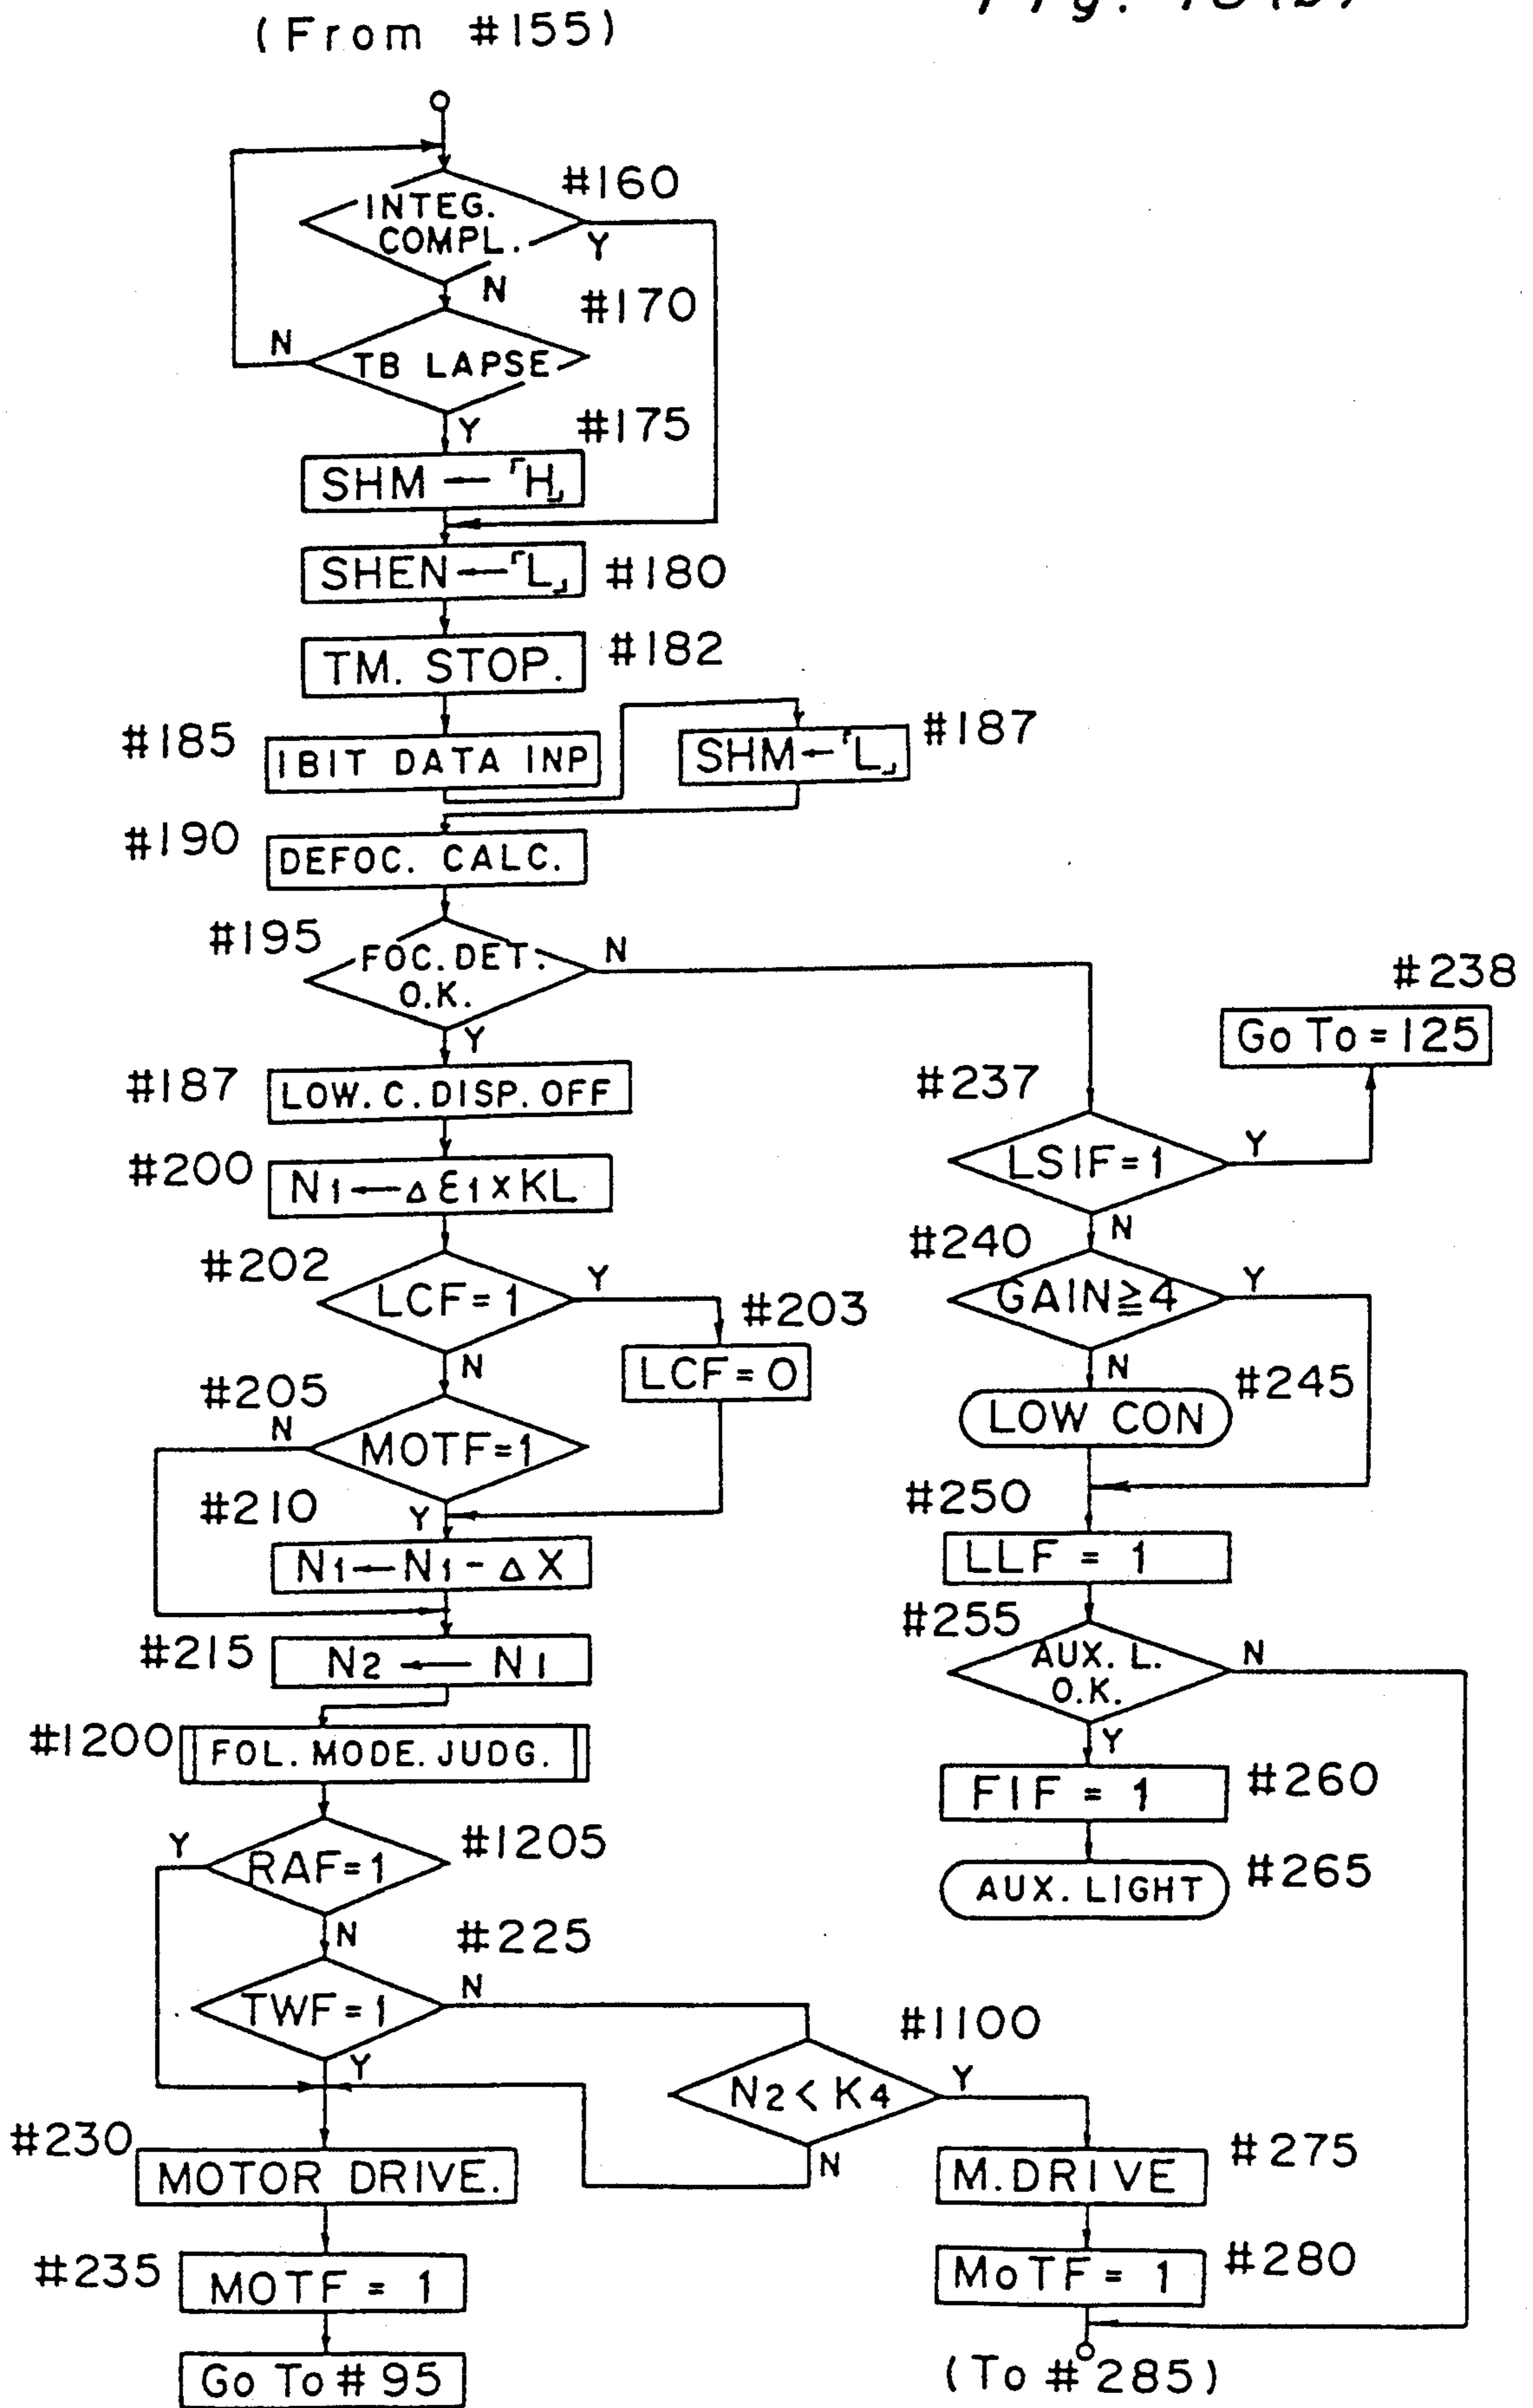 (From #155)
#160
INTEG.
COMPL.
Y
N
#170
N
TB LAPSE
Y
#175
SHM ← 「H」
SHEN ← 「L」 #180
TM. STOP. #182
#185
IBIT DATA INP
SHM ← 「L」 #187
#190
DEFOC. CALC.
#195
FOC. DET.
O.K.
N
Y
#238
Go To = 125
#187
LOW. C. DISP. OFF
#237
LSIF = 1
Y
N
#200
N1 ← Δε1 x KL
#202
LCF = 1
Y
N
#203
LCF = 0
#240
GAIN ≧ 4
Y
N
#205
N
MOTF = 1
Y
#245
LOW CON
#210
N1 ← N1 - ΔX
#250
LLF = 1
#215
N2 ← N1
#255
AUX. L.
O.K.
N
Y
#1200
FOL. MODE. JUDG.
FIF = 1 #260
Y
RAF = 1
#1205
N
AUX. LIGHT #265
#225
TWF = 1
N
Y
#1100
N2 < K4
Y
N
#230
MOTOR DRIVE.
M. DRIVE
#275
#235
MOTF = 1
MoTF = 1
#280
Go To # 95
(To # 285)